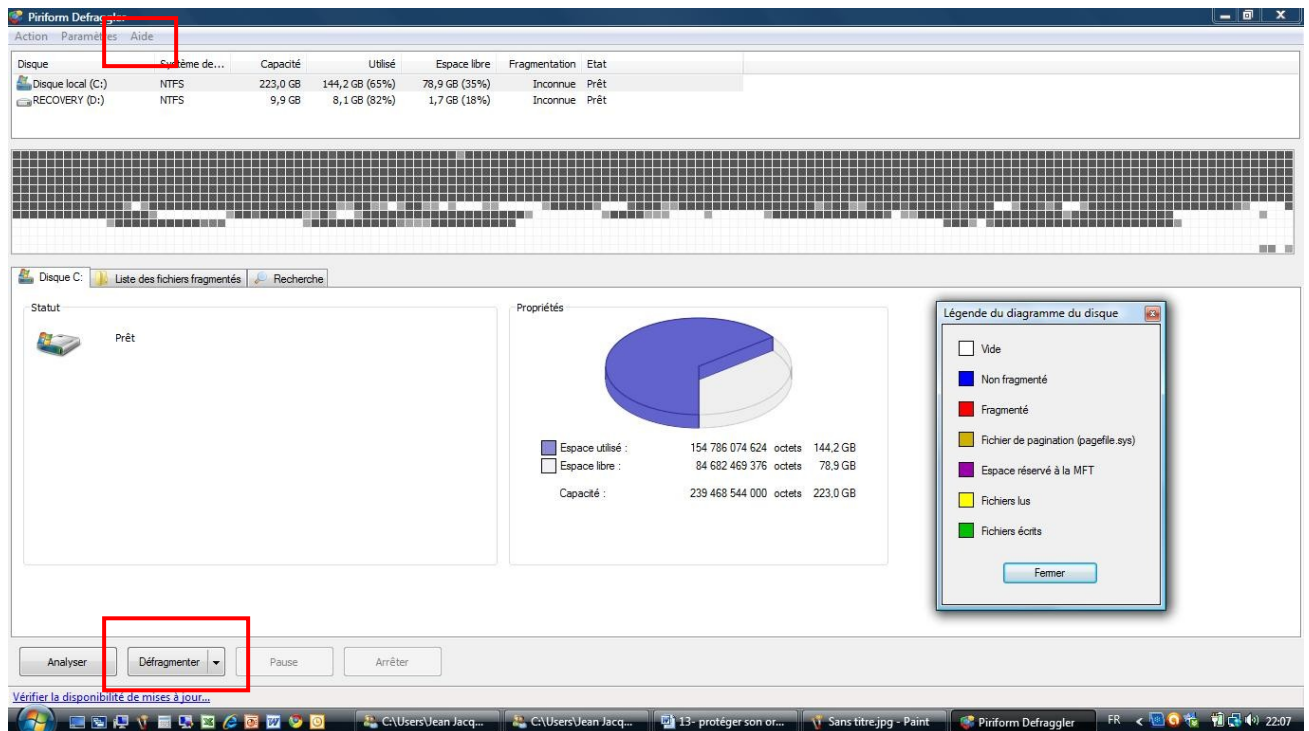 Piriform Defraggler
Action Paramètres Aide
Disque Système de... Capacité Utilisé Espace libre Fragmentation Etat
Disque local (C:) NTFS 223,0 GB 144,2 GB (65%) 78,9 GB (35%) Inconnue Prêt
RECOVERY (D:) NTFS 9,9 GB 8,1 GB (82%) 1,7 GB (18%) Inconnue Prêt
Disque C: Liste des fichiers fragmentés Recherche
Statut
Prêt
Propriétés
Espace utilisé : 154 786 074 624 octets 144,2 GB
Espace libre : 84 682 469 376 octets 78,9 GB
Capacité : 239 468 544 000 octets 223,0 GB
Légende du diagramme du disque
Vide
Non fragmenté
Fragmenté
Fichier de pagination (pagefile.sys)
Espace réservé à la MFT
Fichiers lus
Fichiers écrits
Fermer
Analyser Défragmenter Pause Arrêter
Vérifier la disponibilité de mises à jour...
C:\Users\Jean Jacq... C:\Users\Jean Jacq... 13- protéger son or... Sans titre.jpg - Paint Piriform Defraggler FR 22:07